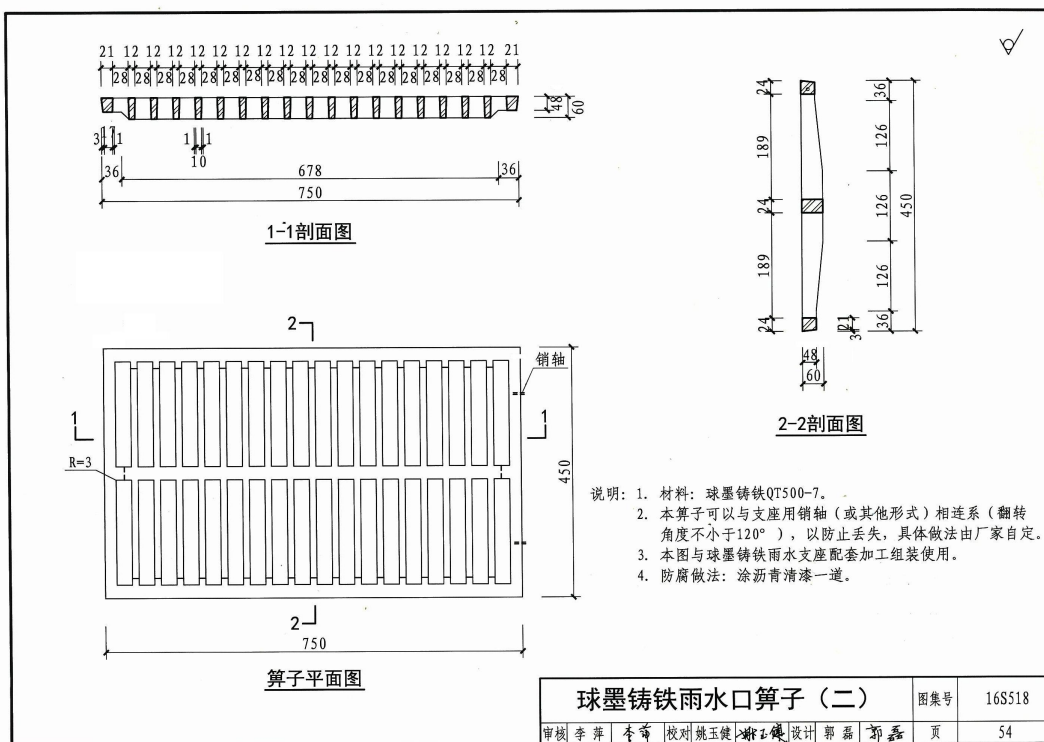 21 12 12 12 12 12 12 12 12 12 12 12 12 12 12 12 12 12 21
28 28 28 28 28 28 28 28 28 28 28 28 28 28 28 28 28 28
48 60
3 7 1 1 1
10
36 678 36
750
1-1剖面图
24 189 24 189 24
36 126 126 126 36
450
21
3
48
60
2-2剖面图
2
销轴
1 1
R=3
450
2
750
箅子平面图
说明: 1. 材料: 球墨铸铁QT500-7。
2. 本箅子可以与支座用销轴(或其他形式)相连系(翻转
角度不小于120°),以防止丢失,具体做法由厂家自定。
3. 本图与球墨铸铁雨水支座配套加工组装使用。
4. 防腐做法: 涂沥青清漆一道。
球墨铸铁雨水口箅子(二) 图集号 16S518
审核 李萍 校对 姚玉健 设计 郭磊 郭磊 页 54